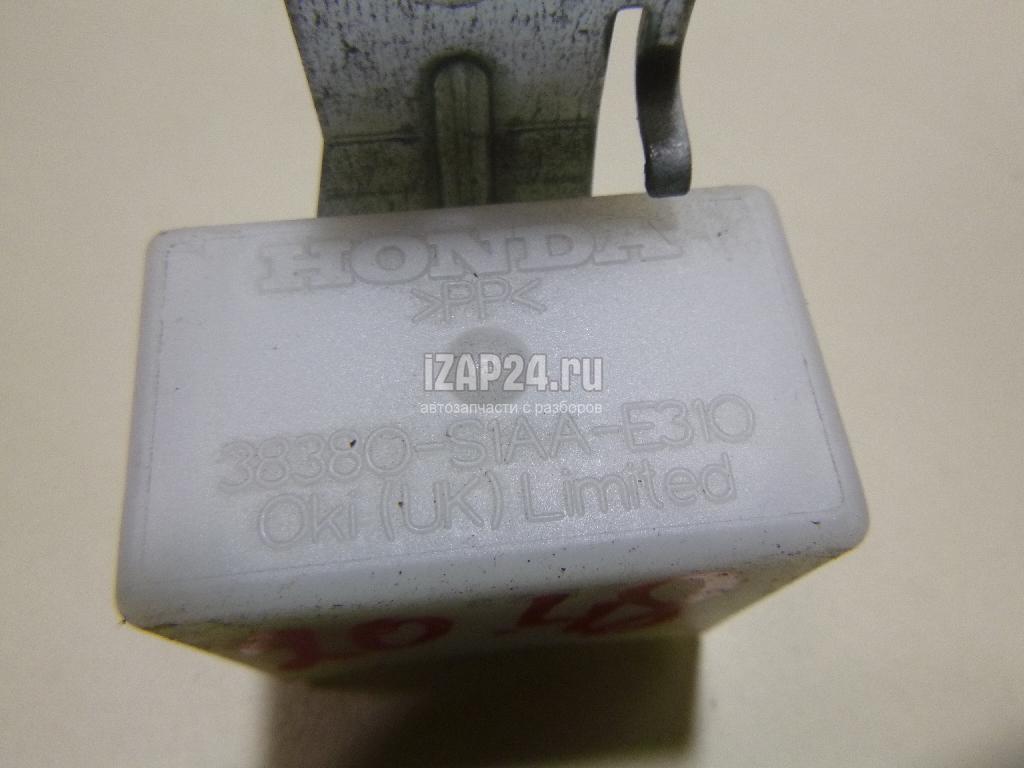 HONDA
>PP<
iZAP24.ru
автозапчасти с разборов
38380-S1AA-E310
Oki (UK) Limited